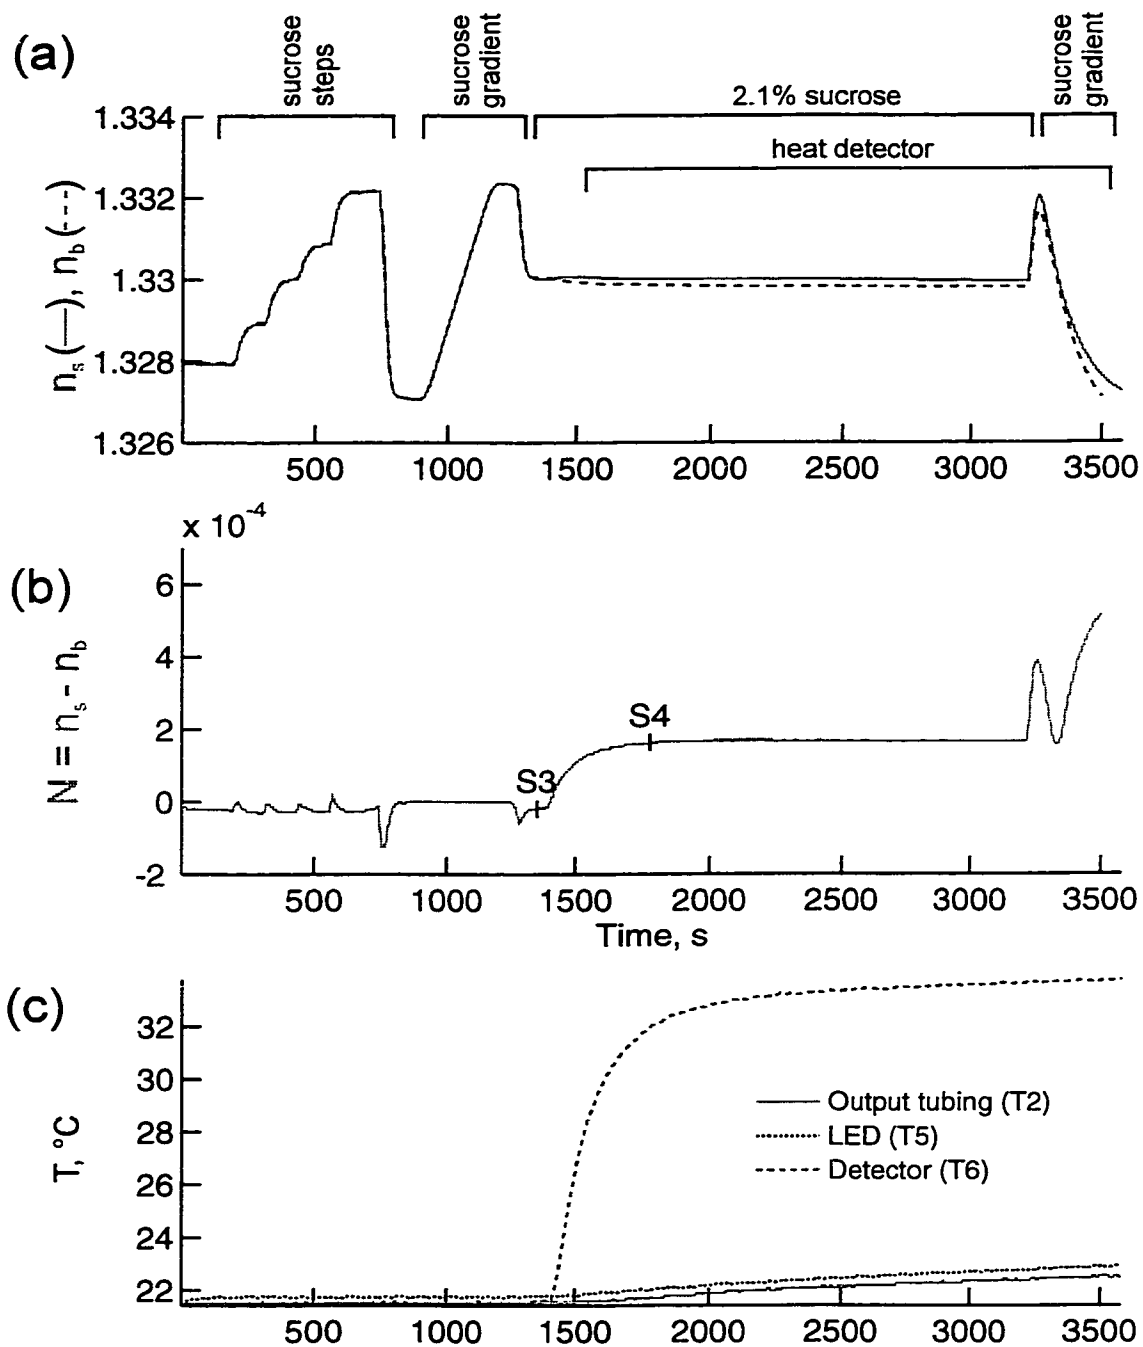 (a)
sucrose
steps
sucrose
gradient
2.1% sucrose
sucrose
gradient
heat detector
1.334
1.332
1.33
1.328
1.326
n_s (—), n_b (---)
500 1000 1500 2000 2500 3000 3500
x 10^-4
(b)
6
4
2
0
-2
N = n_s - n_b
S3
S4
500 1000 1500 2000 2500 3000 3500
Time, s
(c)
32
30
28
26
24
22
T, °C
Output tubing (T2)
LED (T5)
Detector (T6)
500 1000 1500 2000 2500 3000 3500